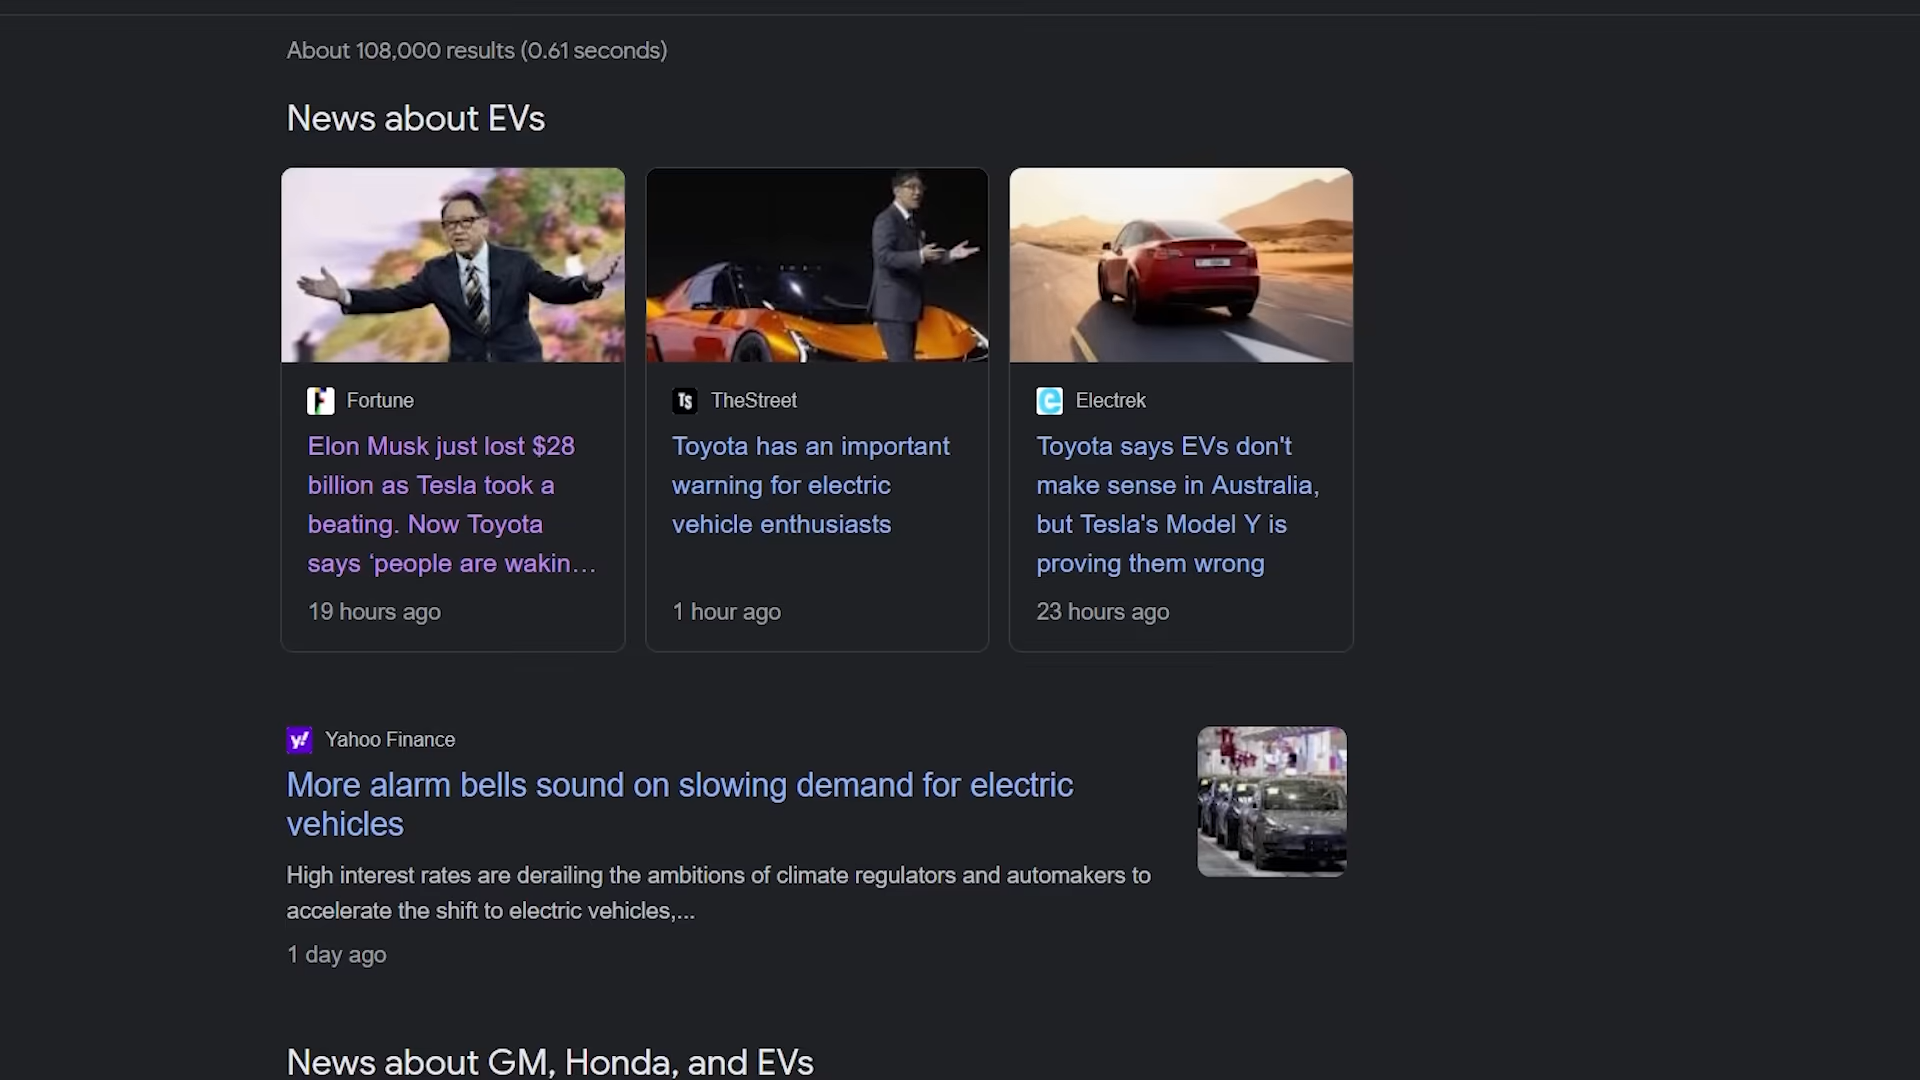 About 108,000 results (0.61 seconds)
News about EVs
Fortune
Elon Musk just lost $28
billion as Tesla took a
beating. Now Toyota
says ‘people are wakin...
19 hours ago
Ts TheStreet
Toyota has an important
warning for electric
vehicle enthusiasts
1 hour ago
Electrek
Toyota says EVs don't
make sense in Australia,
but Tesla's Model Y is
proving them wrong
23 hours ago
y! Yahoo Finance
More alarm bells sound on slowing demand for electric
vehicles
High interest rates are derailing the ambitions of climate regulators and automakers to
accelerate the shift to electric vehicles,...
1 day ago
News about GM, Honda, and EVs